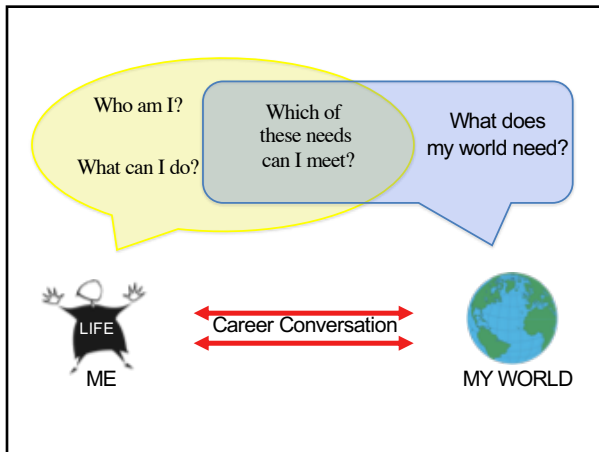 Who am I?
What can I do?
Which of
these needs
can I meet?
What does
my world need?
LIFE
ME
Career Conversation
MY WORLD